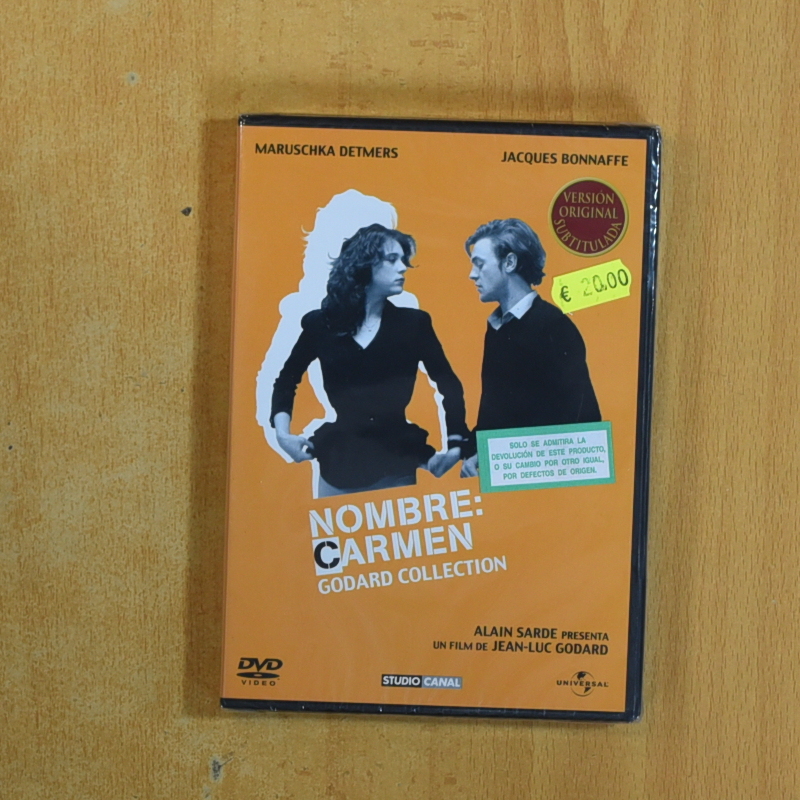 MARUSCHKA DETMERS
JACQUES BONNAFFE
VERSIÓN
ORIGINAL
SUBTITULADA
€ 20,00
SOLO SE ADMITIRA LA
DEVOLUCIÓN DE ESTE PRODUCTO,
O SU CAMBIO POR OTRO IGUAL,
POR DEFECTOS DE ORIGEN.
NOMBRE:
CARMEN
GODARD COLLECTION
ALAIN SARDE PRESENTA
UN FILM DE JEAN-LUC GODARD
DVD
VIDEO
STUDIO CANAL
UNIVERSAL